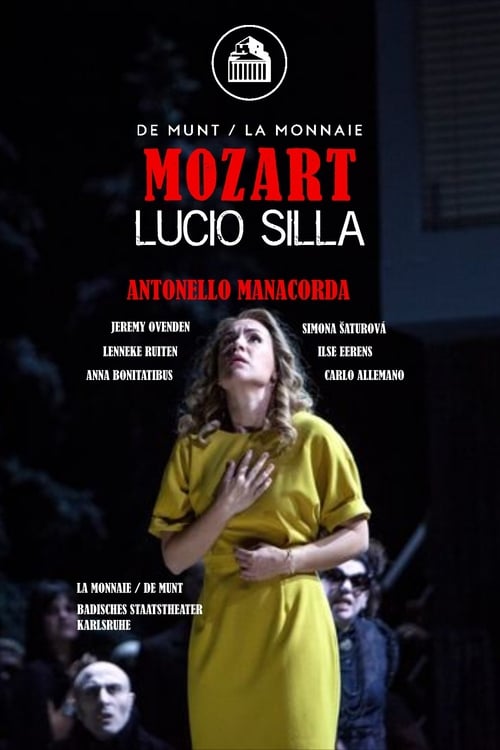 DE MUNT / LA MONNAIE
MOZART
LUCIO SILLA
ANTONELLO MANACORDA
JEREMY OVENDEN
SIMONA ŠATUROVÁ
LENNEKE RUITEN
ILSE EERENS
ANNA BONITATIBUS
CARLO ALLEMANO
LA MONNAIE / DE MUNT
BADISCHES STAATSTHEATER
KARLSRUHE